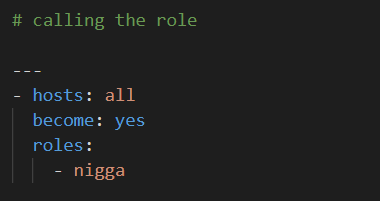 # calling the role
---
- hosts: all
  become: yes
  roles:
    - nigga